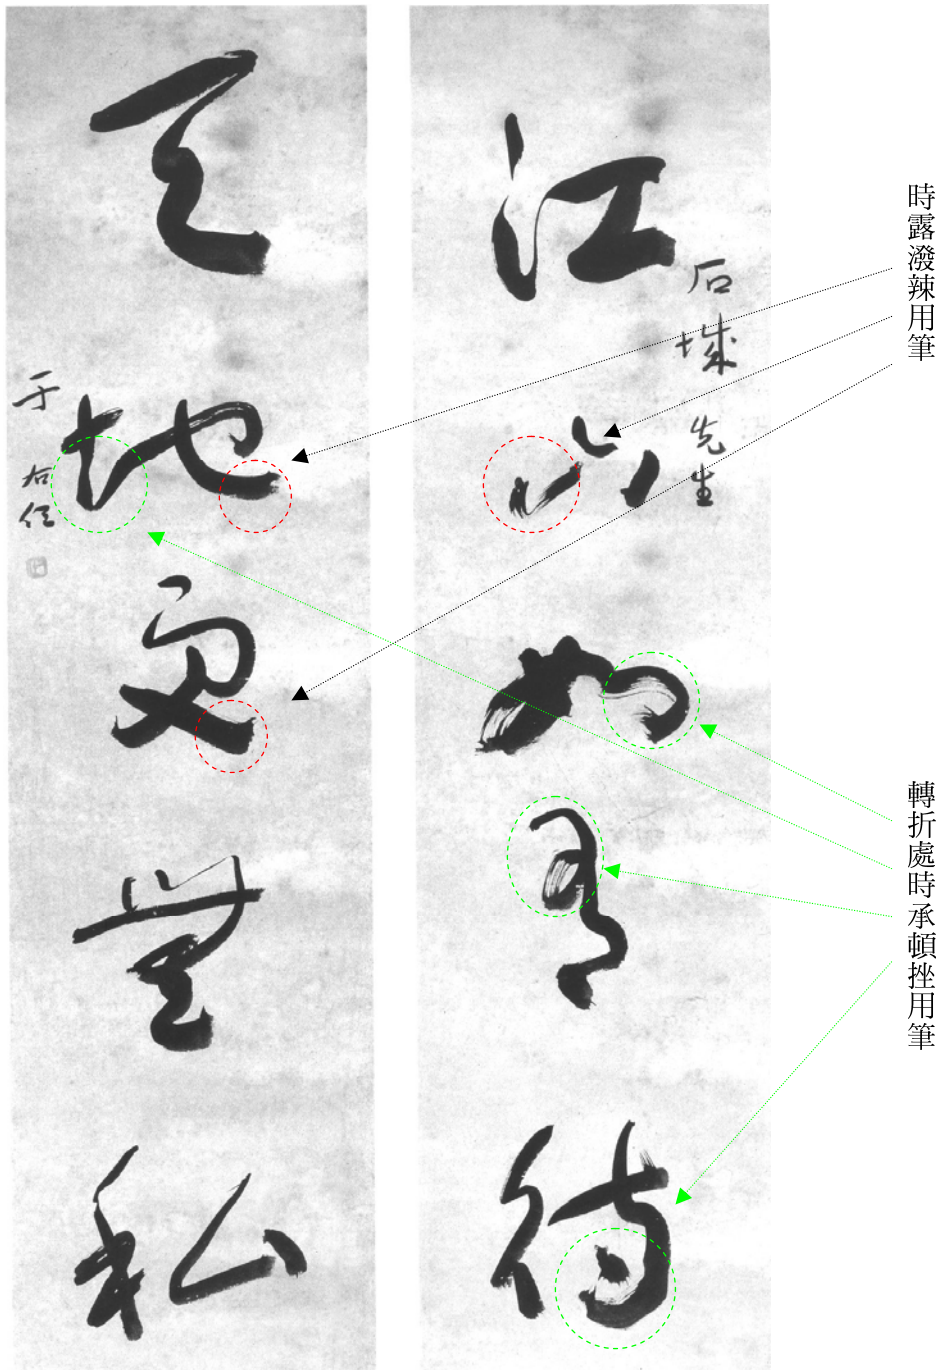 江山如有待
石城先生
天地更無私
于右任
時露潑辣用筆
轉折處時承頓挫用筆